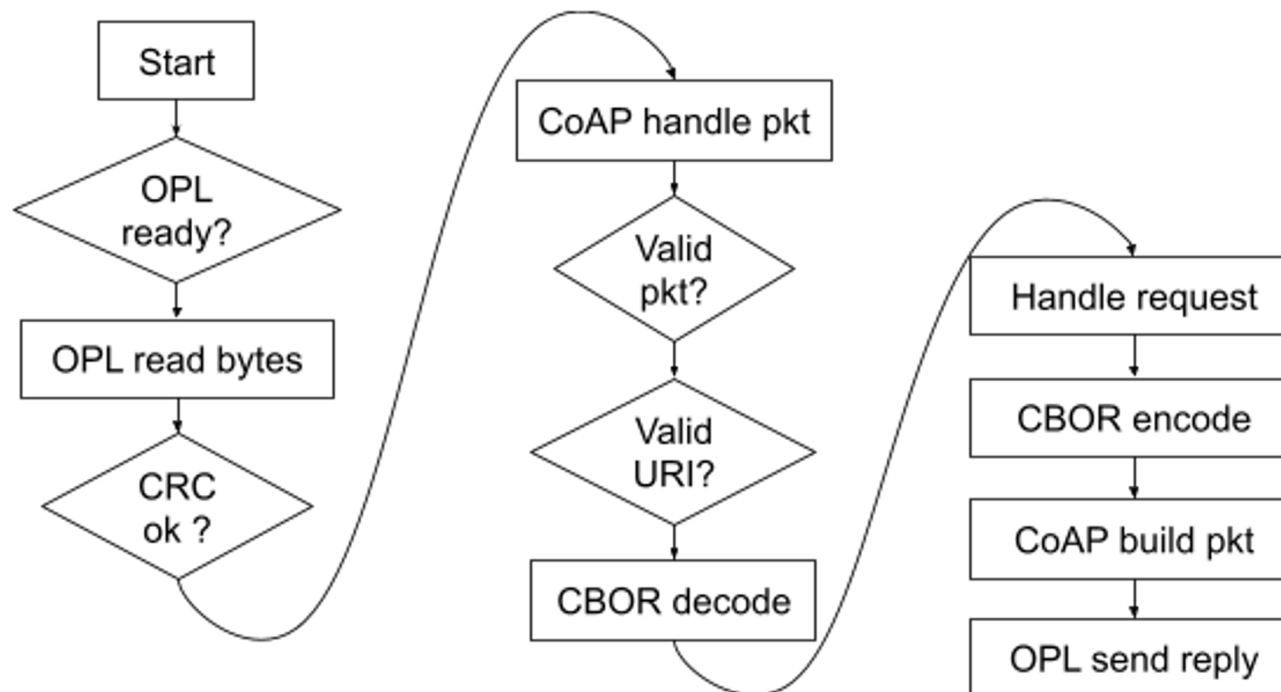 Start
OPL
ready?
OPL read bytes
CRC
ok ?
CoAP handle pkt
Valid
pkt?
Valid
URI?
CBOR decode
Handle request
CBOR encode
CoAP build pkt
OPL send reply